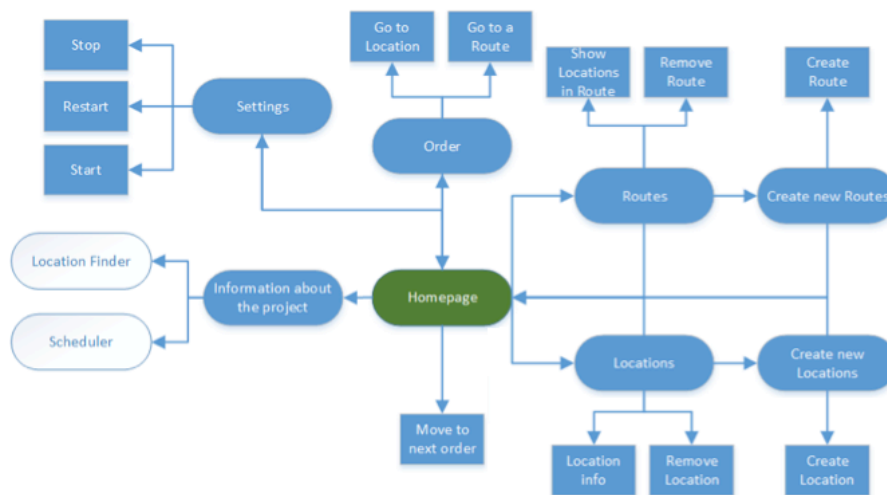 Stop
Restart
Start
Settings
Go to
Location
Go to a
Route
Order
Show
Locations
in Route
Remove
Route
Create
Route
Routes
Create new Routes
Location Finder
Scheduler
Information about
the project
Homepage
Locations
Create new
Locations
Move to
next order
Location
info
Remove
Location
Create
Location